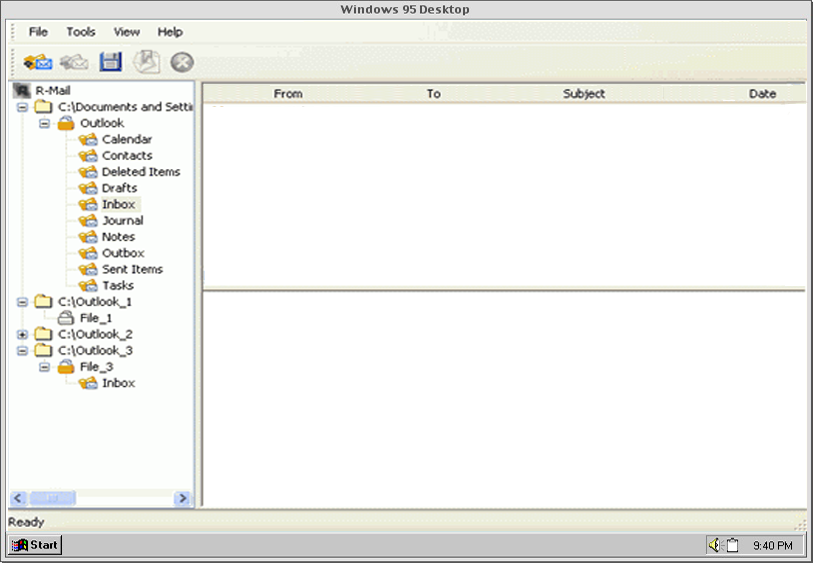 Windows 95 Desktop
File Tools View Help
R-Mail
C:\Documents and Setti
Outlook
Calendar
Contacts
Deleted Items
Drafts
Inbox
Journal
Notes
Outbox
Sent Items
Tasks
C:\Outlook_1
File_1
C:\Outlook_2
C:\Outlook_3
File_3
Inbox
From To Subject Date
Ready
Start 9:40 PM